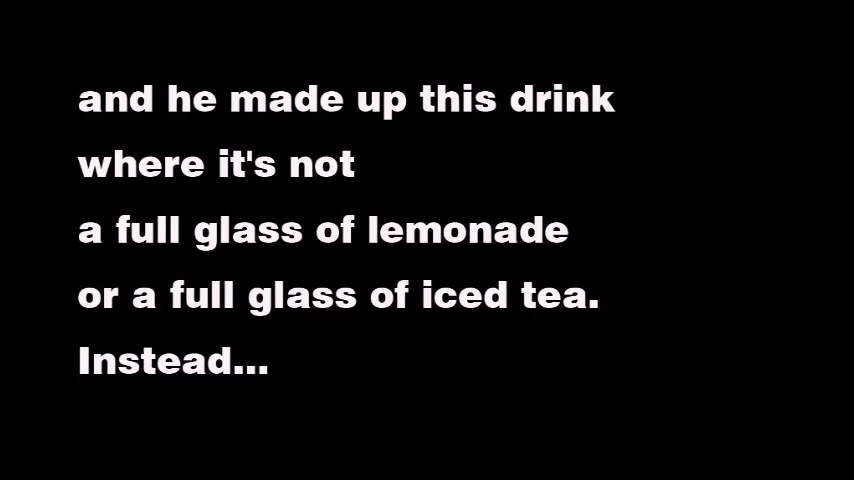 and he made up this drink
where it's not
a full glass of lemonade
or a full glass of iced tea.
Instead...